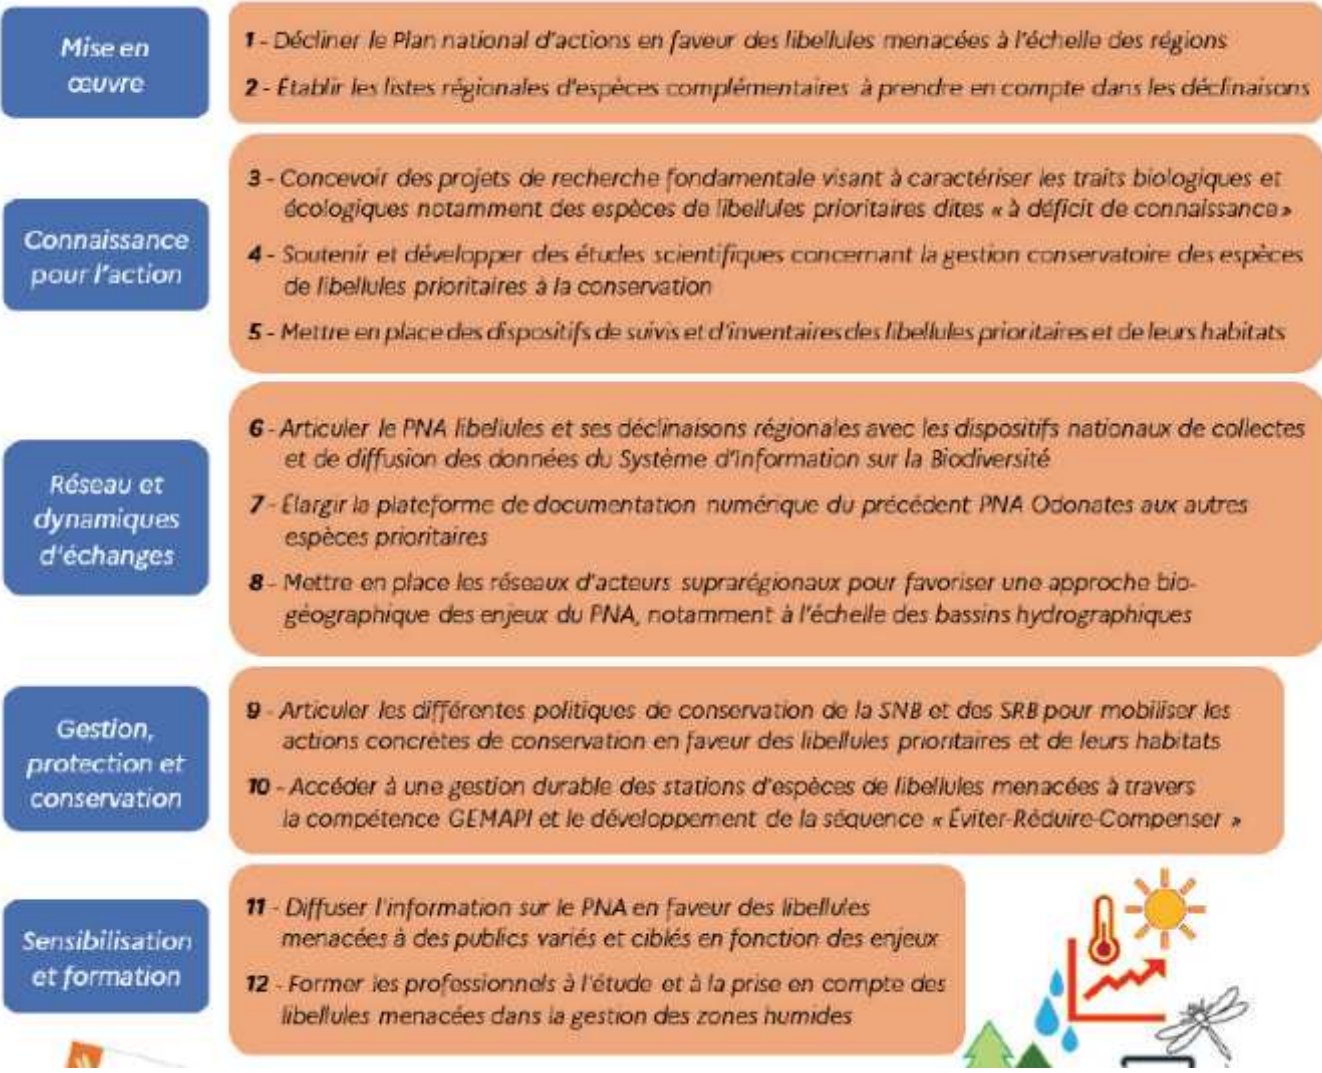 Mise en
œuvre
1 - Décliner le Plan national d'actions en faveur des libellules menacées à l'échelle des régions
2 - Établir les listes régionales d'espèces complémentaires à prendre en compte dans les déclinaisons
Connaissance
pour l'action
3 - Concevoir des projets de recherche fondamentale visant à caractériser les traits biologiques et
écologiques notamment des espèces de libellules prioritaires dites « à déficit de connaissance »
4 - Soutenir et développer des études scientifiques concernant la gestion conservatoire des espèces
de libellules prioritaires à la conservation
5 - Mettre en place des dispositifs de suivis et d'inventaires des libellules prioritaires et de leurs habitats
Réseau et
dynamiques
d'échanges
6 - Articuler le PNA libellules et ses déclinaisons régionales avec les dispositifs nationaux de collectes
et de diffusion des données du Système d'Information sur la Biodiversité
7 - Élargir la plateforme de documentation numérique du précédent PNA Odonates aux autres
espèces prioritaires
8 - Mettre en place les réseaux d'acteurs suprarégionaux pour favoriser une approche bio-
géographique des enjeux du PNA, notamment à l'échelle des bassins hydrographiques
Gestion,
protection et
conservation
9 - Articuler les différentes politiques de conservation de la SNB et des SRB pour mobiliser les
actions concrètes de conservation en faveur des libellules prioritaires et de leurs habitats
10 - Accéder à une gestion durable des stations d'espèces de libellules menacées à travers
la compétence GEMAPI et le développement de la séquence « Éviter-Réduire-Compenser »
Sensibilisation
et formation
11 - Diffuser l'information sur le PNA en faveur des libellules
menacées à des publics variés et ciblés en fonction des enjeux
12 - Former les professionnels à l'étude et à la prise en compte des
libellules menacées dans la gestion des zones humides